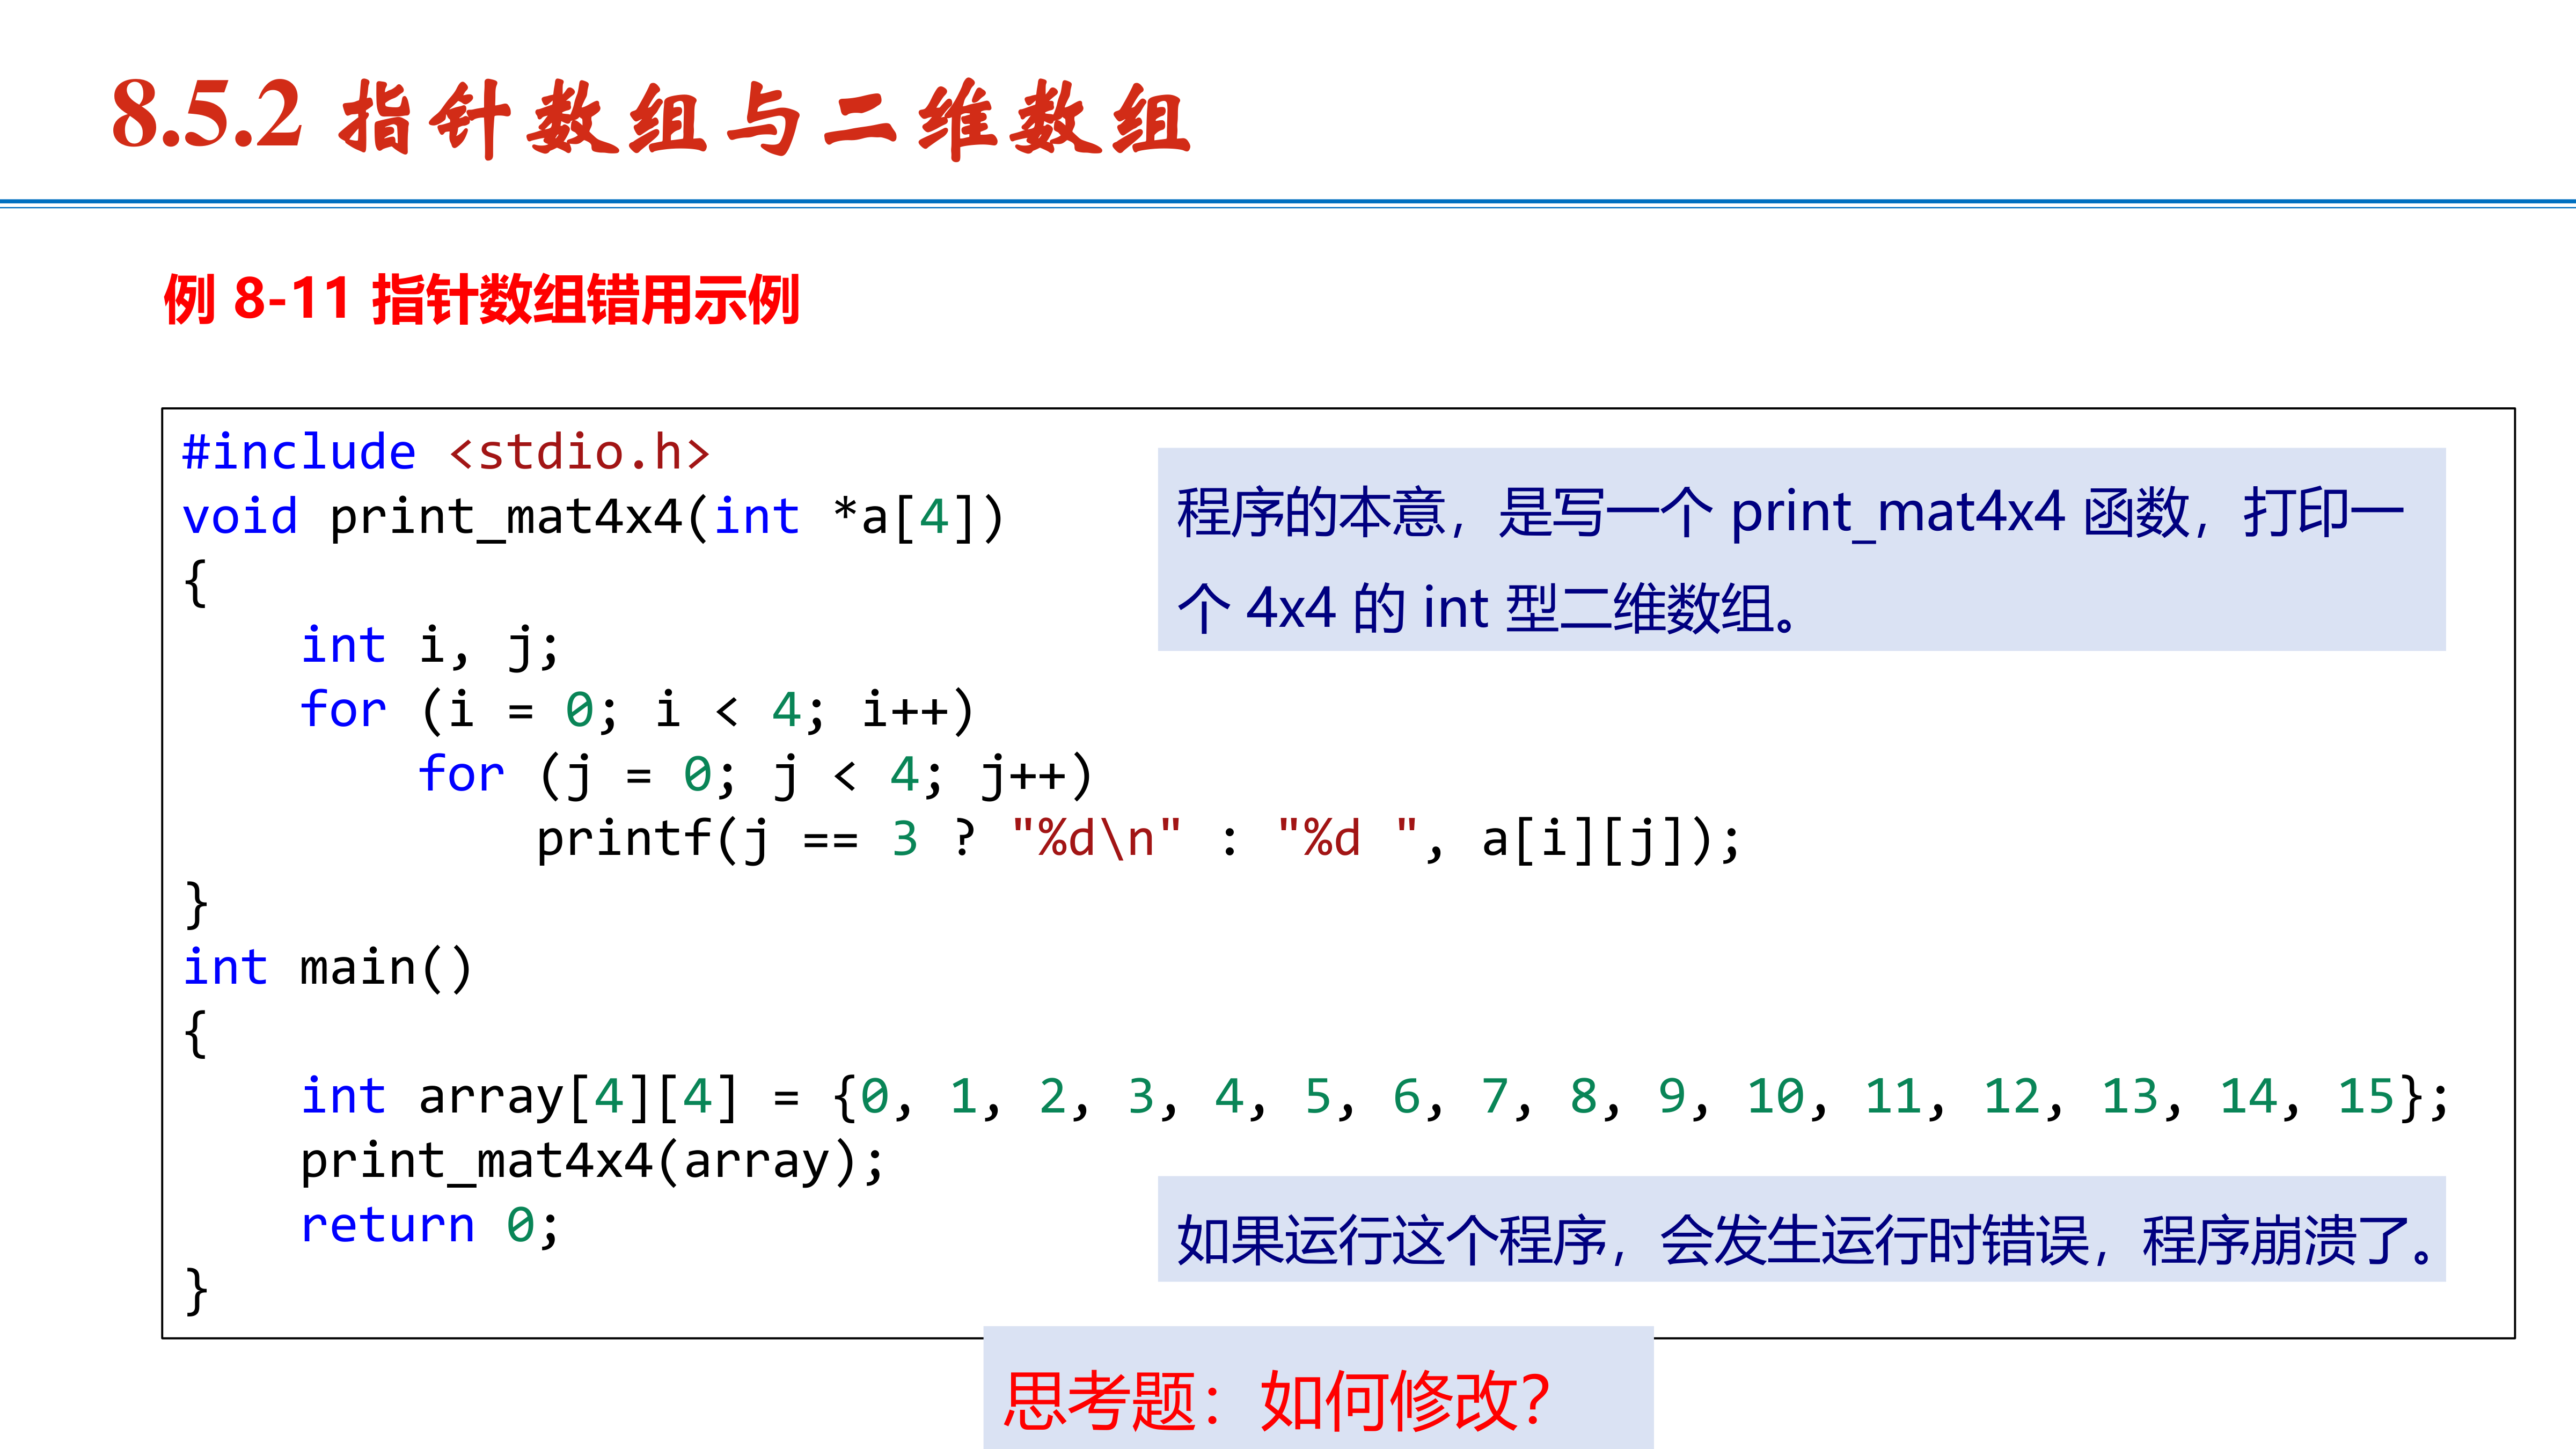 8.5.2 指针数组与二维数组
例 8-11 指针数组错用示例
#include <stdio.h>
void print_mat4x4(int *a[4])
{
    int i, j;
    for (i = 0; i < 4; i++)
        for (j = 0; j < 4; j++)
            printf(j == 3 ? "%d\n" : "%d ", a[i][j]);
}
int main()
{
    int array[4][4] = {0, 1, 2, 3, 4, 5, 6, 7, 8, 9, 10, 11, 12, 13, 14, 15};
    print_mat4x4(array);
    return 0;
}
程序的本意，是写一个 print_mat4x4 函数，打印一
个 4x4 的 int 型二维数组。
如果运行这个程序，会发生运行时错误，程序崩溃了。
思考题：如何修改？